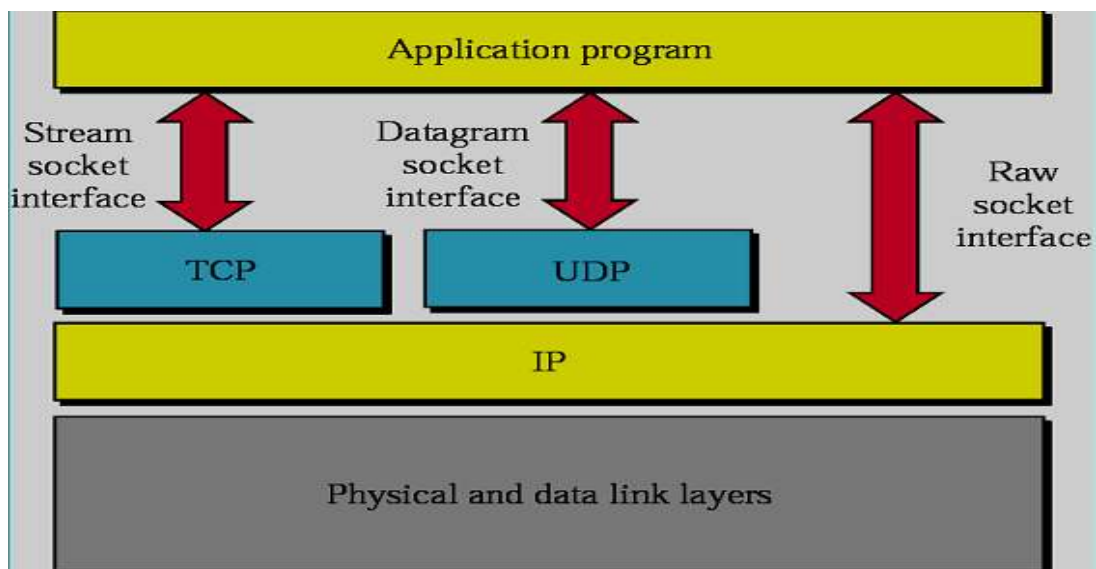 Application program
Stream
socket
interface
Datagram
socket
interface
Raw
socket
interface
TCP
UDP
IP
Physical and data link layers